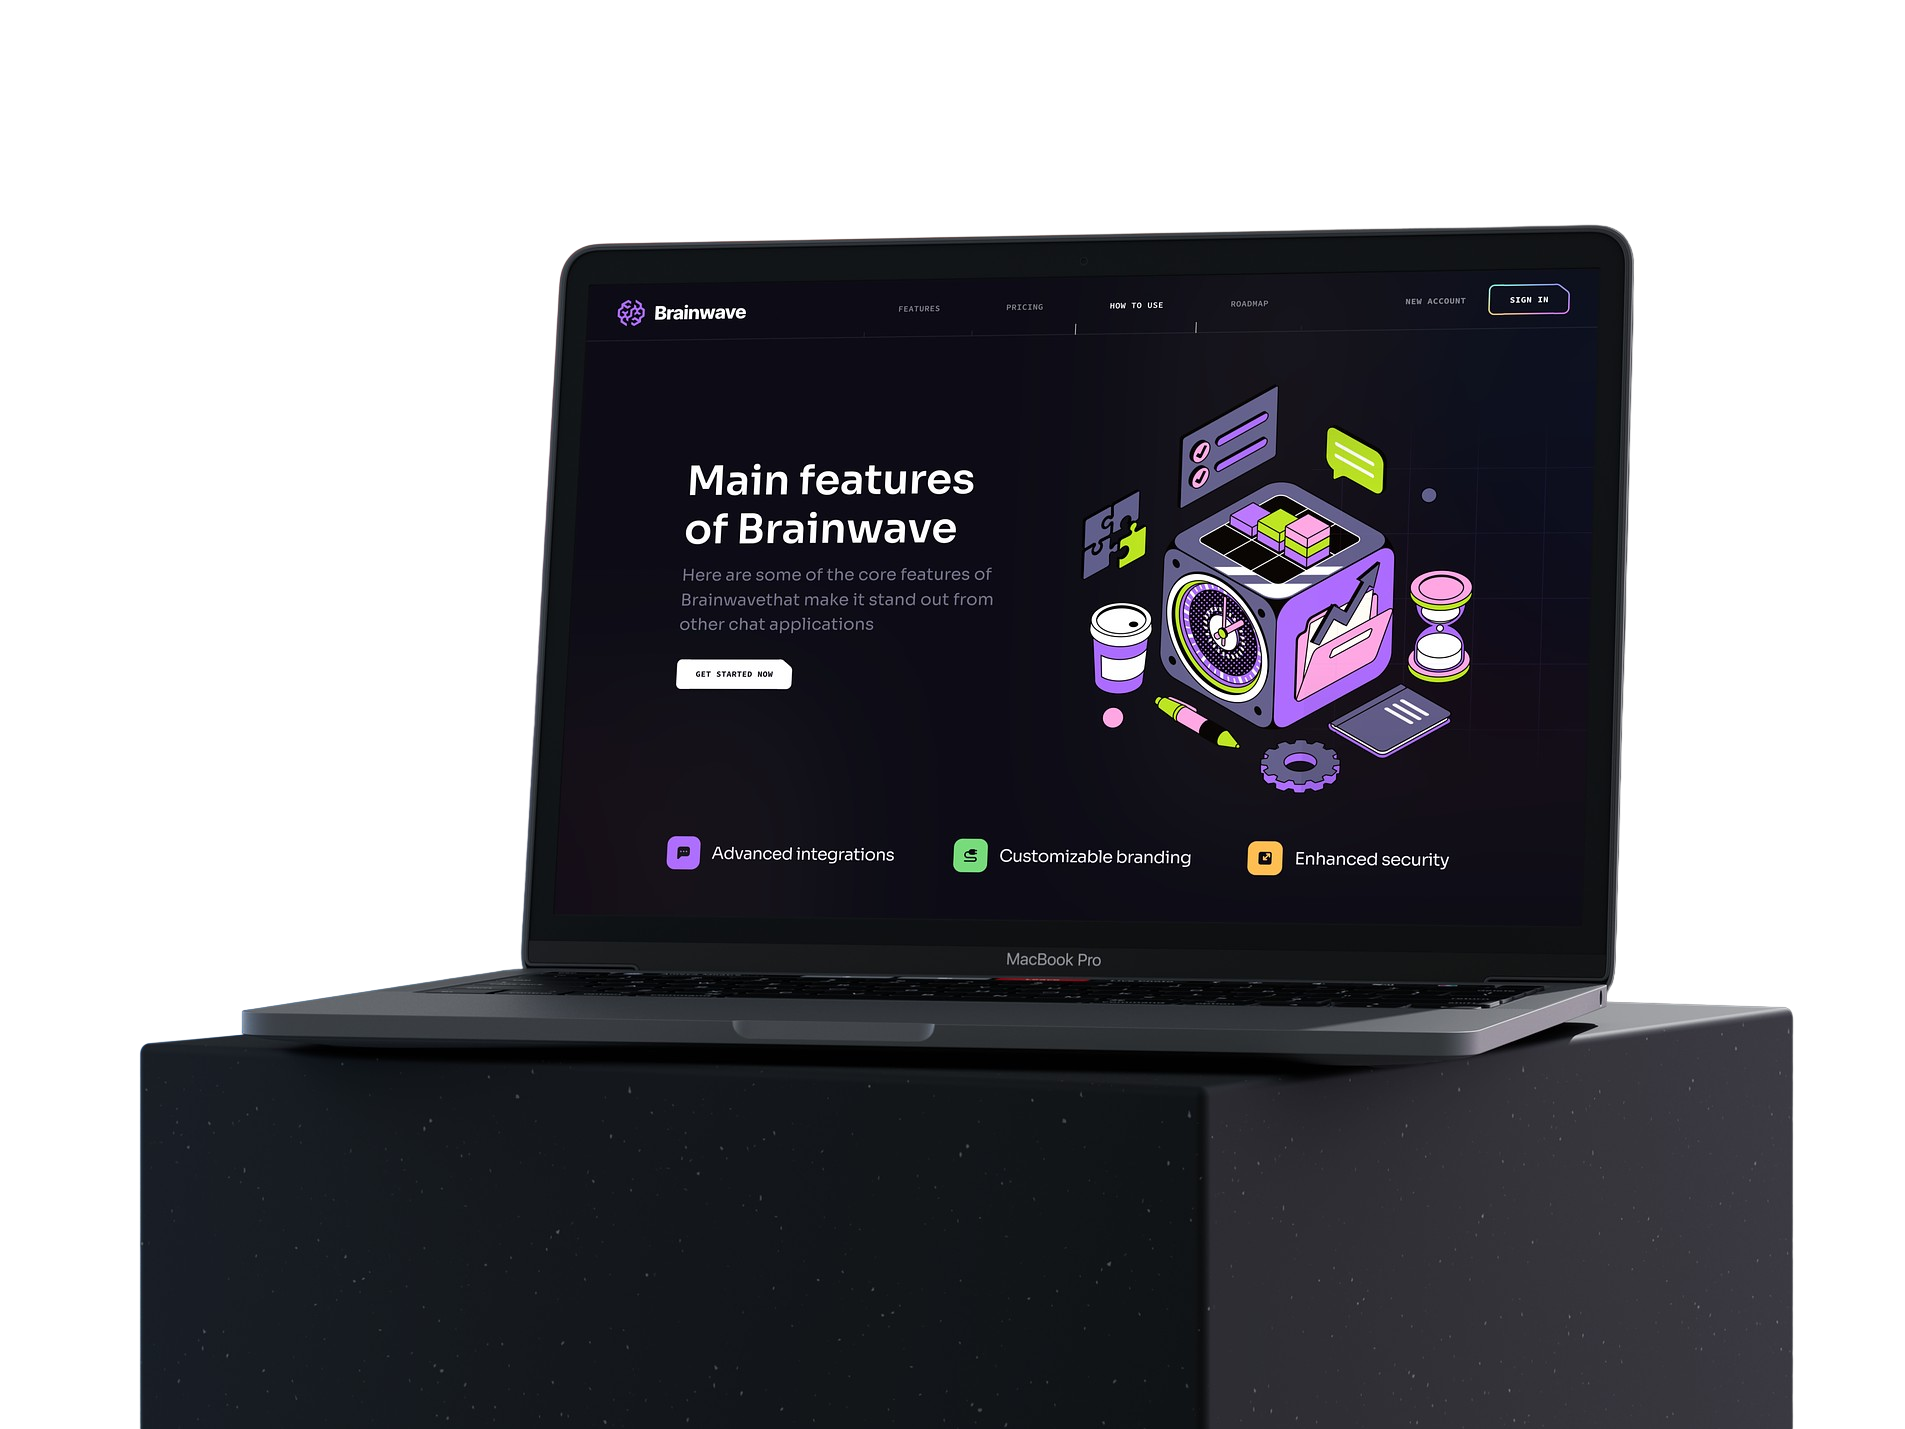 Brainwave
FEATURES
PRICING
HOW TO USE
ROADMAP
NEW ACCOUNT
SIGN IN
Main features
of Brainwave
Here are some of the core features of
Brainwavethat make it stand out from
other chat applications
GET STARTED NOW
Advanced integrations
Customizable branding
Enhanced security
MacBook Pro